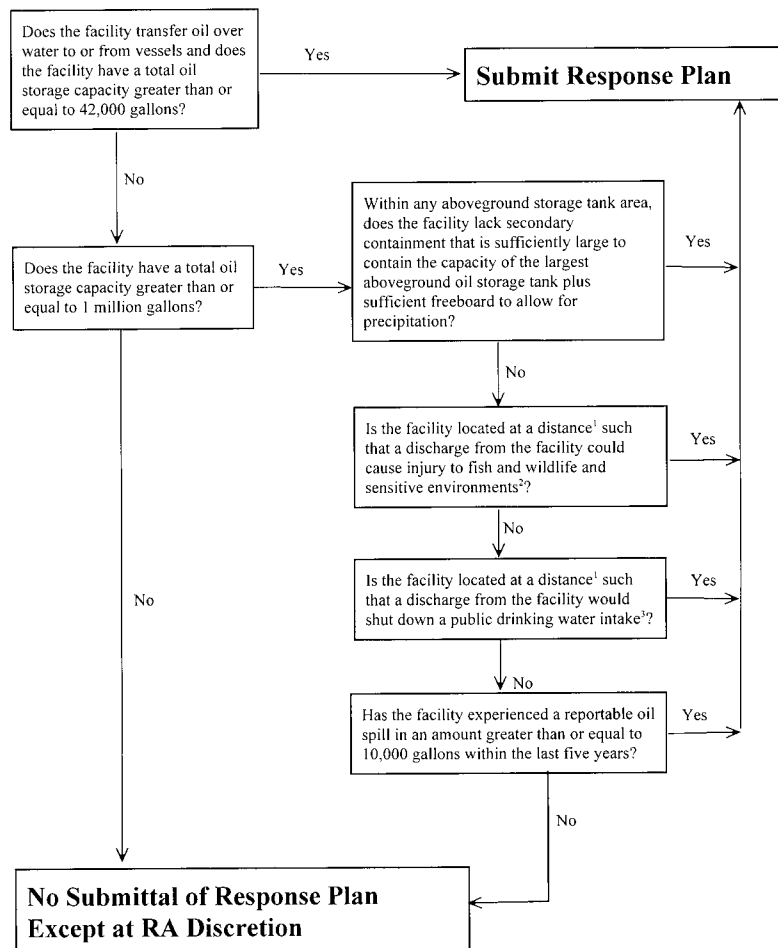 Does the facility transfer oil over
water to or from vessels and does
the facility have a total oil
storage capacity greater than or
equal to 42,000 gallons?
Yes
Submit Response Plan
No
Does the facility have a total oil
storage capacity greater than or
equal to 1 million gallons?
Yes
Within any aboveground storage tank area,
does the facility lack secondary
containment that is sufficiently large to
contain the capacity of the largest
aboveground oil storage tank plus
sufficient freeboard to allow for
precipitation?
Yes
No
Is the facility located at a distance¹ such
that a discharge from the facility could
cause injury to fish and wildlife and
sensitive environments²?
Yes
No
Is the facility located at a distance¹ such
that a discharge from the facility would
shut down a public drinking water intake³?
Yes
No
No
Has the facility experienced a reportable oil
spill in an amount greater than or equal to
10,000 gallons within the last five years?
Yes
No
No Submittal of Response Plan
Except at RA Discretion